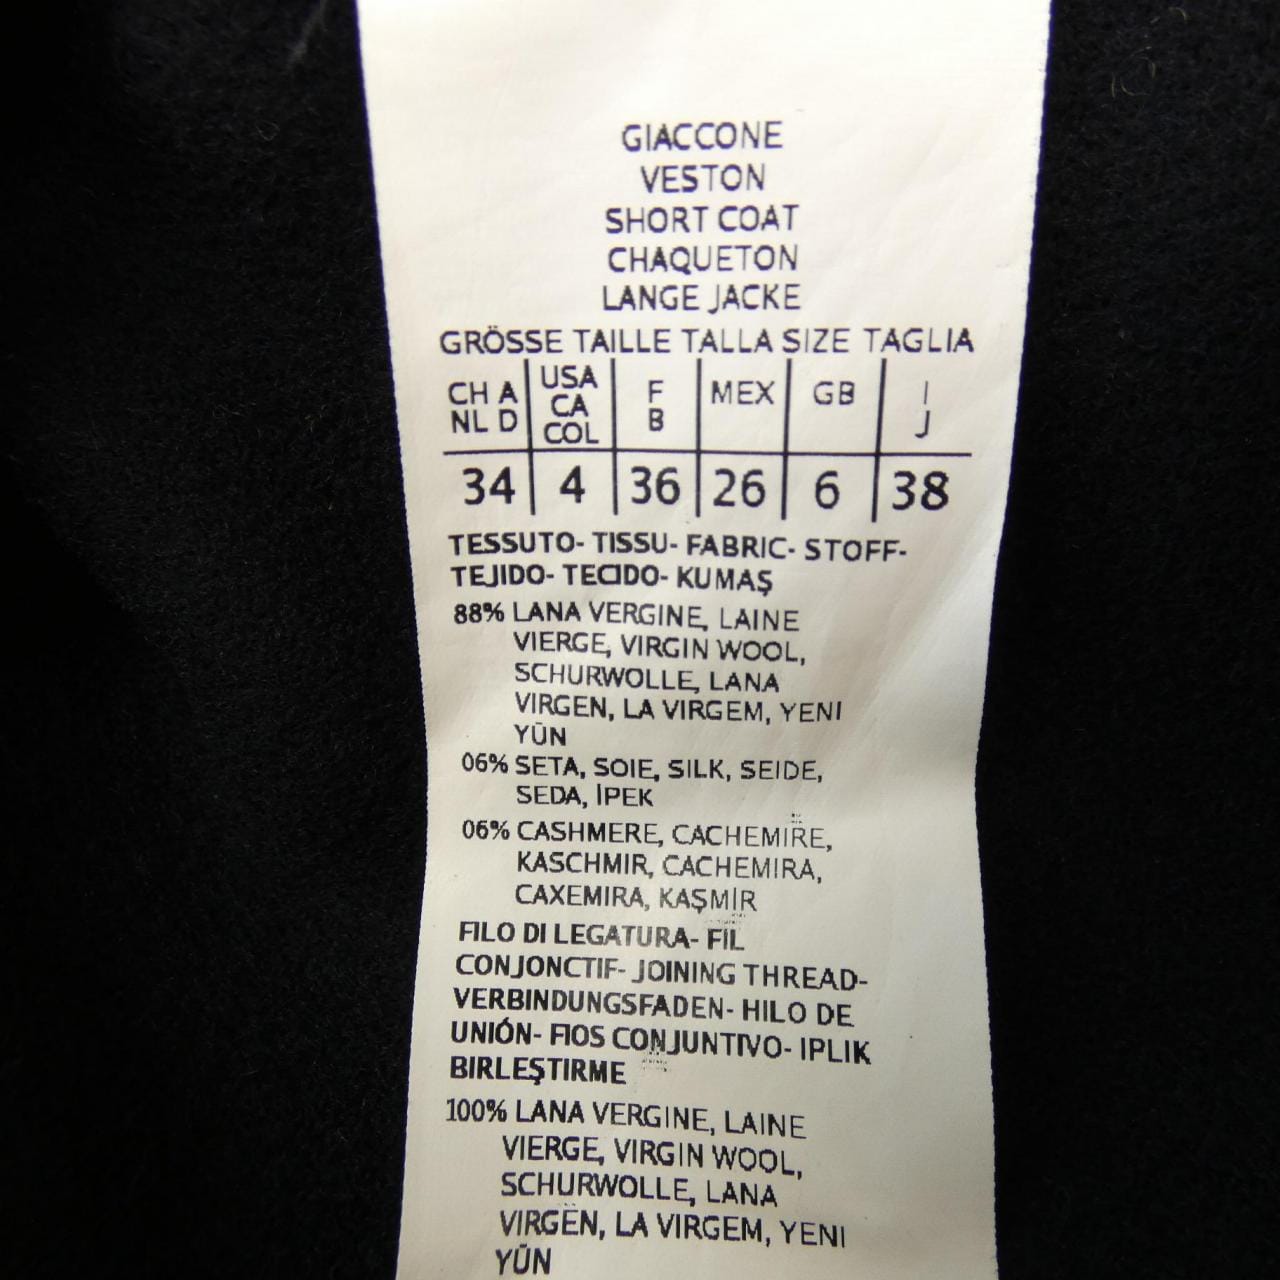 GIACCONE
VESTON
SHORT COAT
CHAQUETON
LANGE JACKE
GRÖSSE TAILLE TALLA SIZE TAGLIA
CH A NL D USA CA COL F B MEX GB I J
34 4 36 26 6 38
TESSUTO- TISSU- FABRIC- STOFF-
TEJIDO- TECIDO- KUMAŞ
88% LANA VERGINE, LAINE
VIERGE, VIRGIN WOOL,
SCHURWOLLE, LANA
VIRGEN, LA VIRGEM, YENI
YŪN
06% SETA, SOIE, SILK, SEIDE,
SEDA, İPEK
06% CASHMERE, CACHEMIRE,
KASCHMIR, CACHEMIRA,
CAXEMIRA, KAŞMİR
FILO DI LEGATURA- FIL
CONJONCTIF- JOINING THREAD-
VERBINDUNGSFADEN- HILO DE
UNIÓN- FIOS CONJUNTIVO- IPLIK
BIRLEŞTIRME
100% LANA VERGINE, LAINE
VIERGE, VIRGIN WOOL,
SCHURWOLLE, LANA
VIRGEN, LA VIRGEM, YENI
YŪN